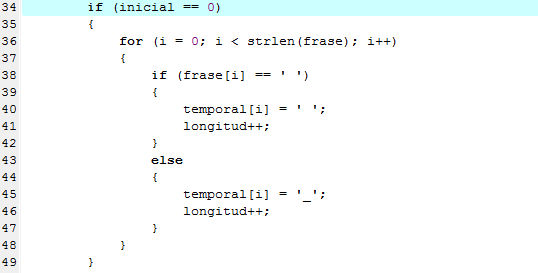 34 if (inicial == 0)
35 {
36 for (i = 0; i < strlen(frase); i++)
37 {
38 if (frase[i] == ' ')
39 {
40 temporal[i] = ' ';
41 longitud++;
42 }
43 else
44 {
45 temporal[i] = '_';
46 longitud++;
47 }
48 }
49 }